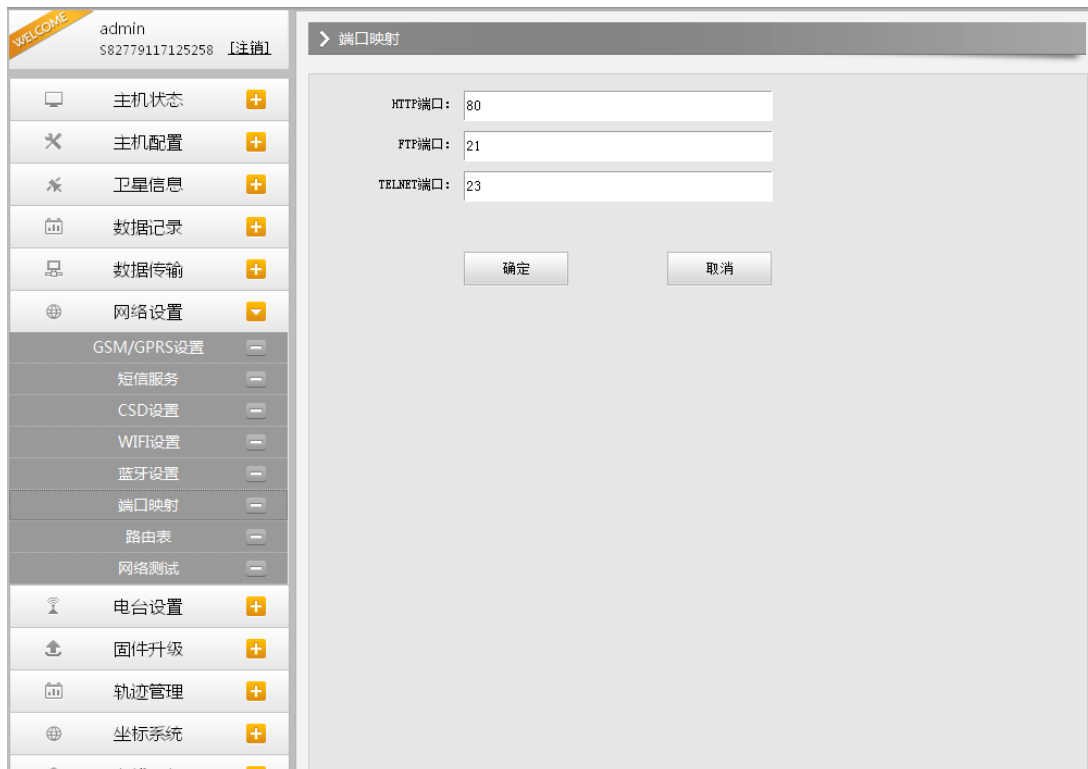 WELCOME
admin
S82779117125258 [注销]
主机状态
主机配置
卫星信息
数据记录
数据传输
网络设置
GSM/GPRS设置
短信服务
CSD设置
WIFI设置
蓝牙设置
端口映射
路由表
网络测试
电台设置
固件升级
轨迹管理
坐标系统
端口映射
HTTP端口: 80
FTP端口: 21
TELNET端口: 23
确定 取消